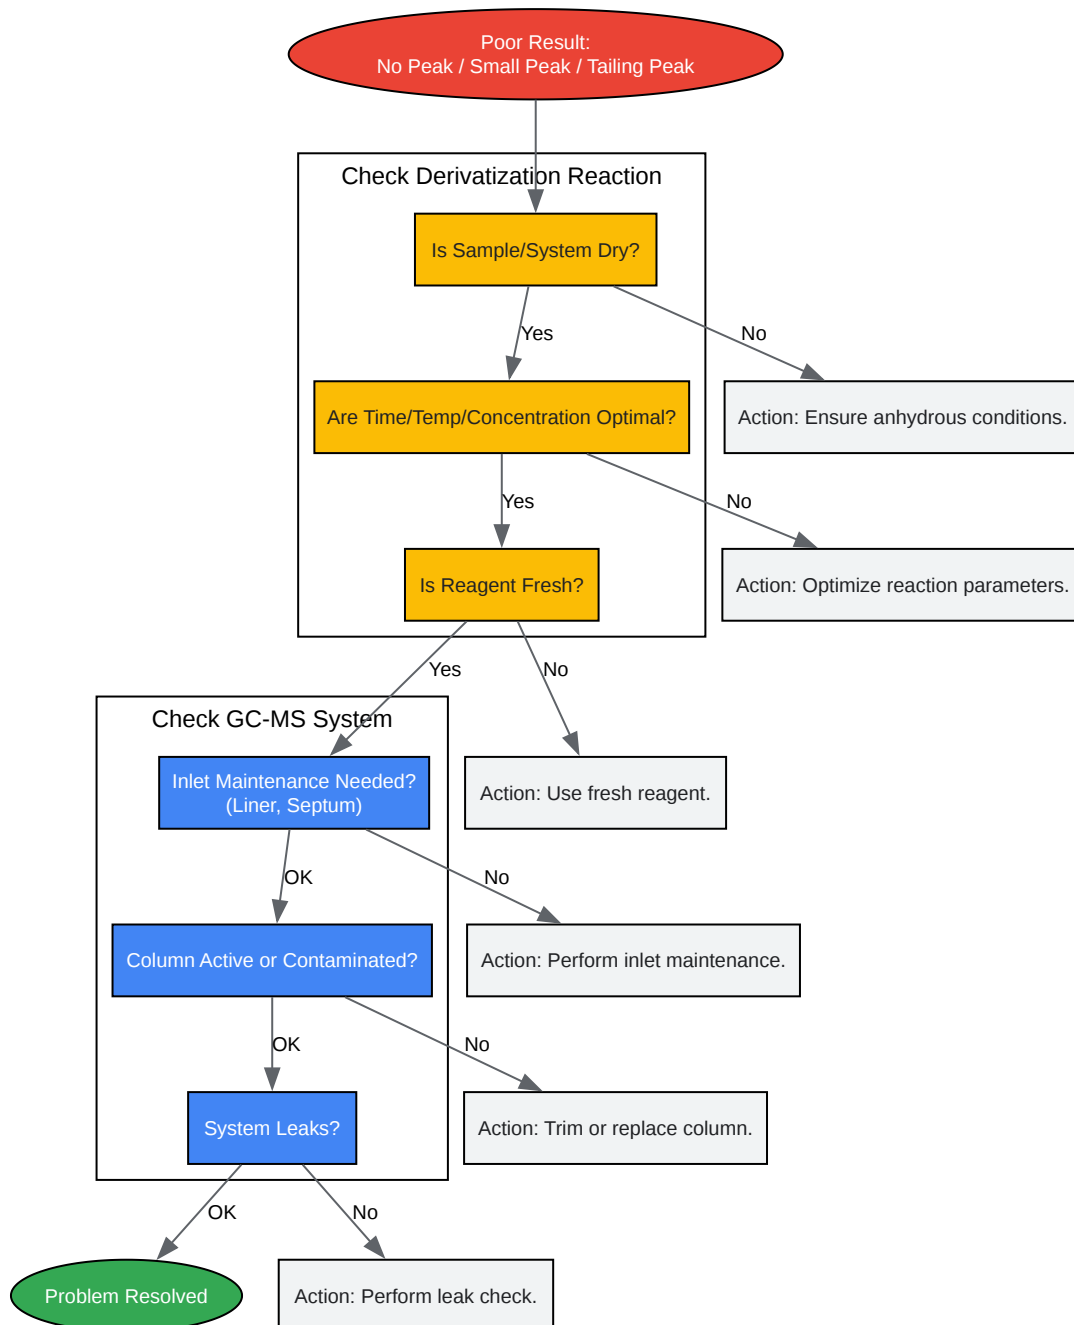 Poor Result:
No Peak / Small Peak / Tailing Peak
Check Derivatization Reaction
Is Sample/System Dry?
Yes
No
Are Time/Temp/Concentration Optimal?
Action: Ensure anhydrous conditions.
Yes
No
Is Reagent Fresh?
Action: Optimize reaction parameters.
Yes
No
Check GC-MS System
Inlet Maintenance Needed?
(Liner, Septum)
Action: Use fresh reagent.
OK
No
Column Active or Contaminated?
Action: Perform inlet maintenance.
OK
No
System Leaks?
Action: Trim or replace column.
OK
No
Problem Resolved
Action: Perform leak check.